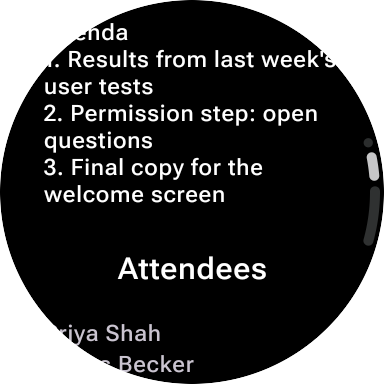 1. Results from last week's
user tests
2. Permission step: open
questions
3. Final copy for the
welcome screen
Attendees
Shah
Becker